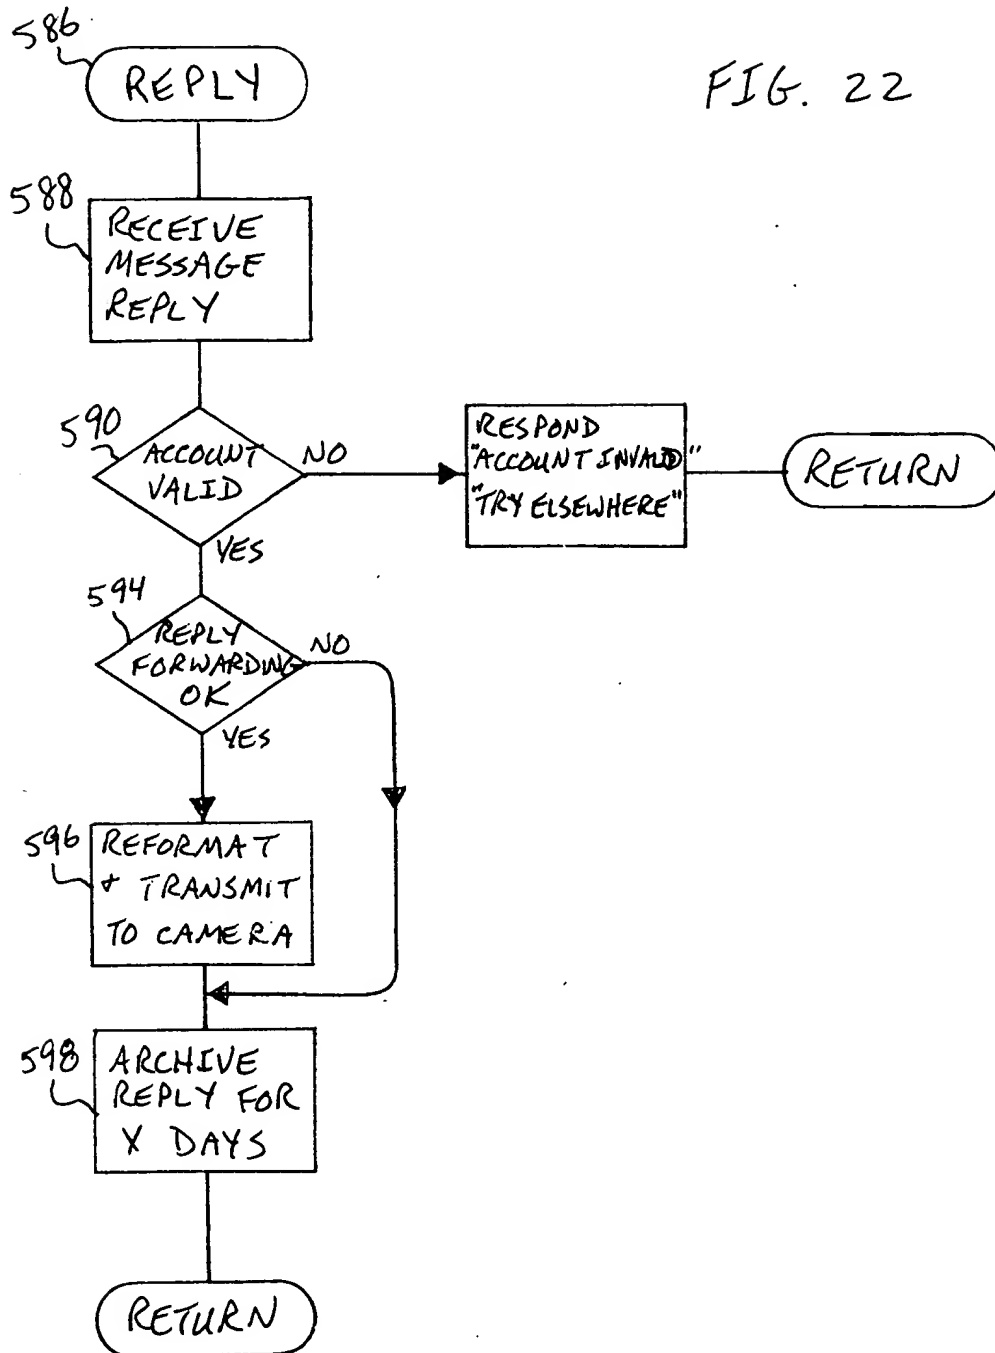 586
REPLY
FIG. 22
588
RECEIVE
MESSAGE
REPLY
590
ACCOUNT
VALID
NO
RESPOND
"ACCOUNT INVALID"
"TRY ELSEWHERE"
RETURN
YES
594
REPLY
FORWARDING
OK
NO
YES
596
REFORMAT
+ TRANSMIT
TO CAMERA
598
ARCHIVE
REPLY FOR
X DAYS
RETURN